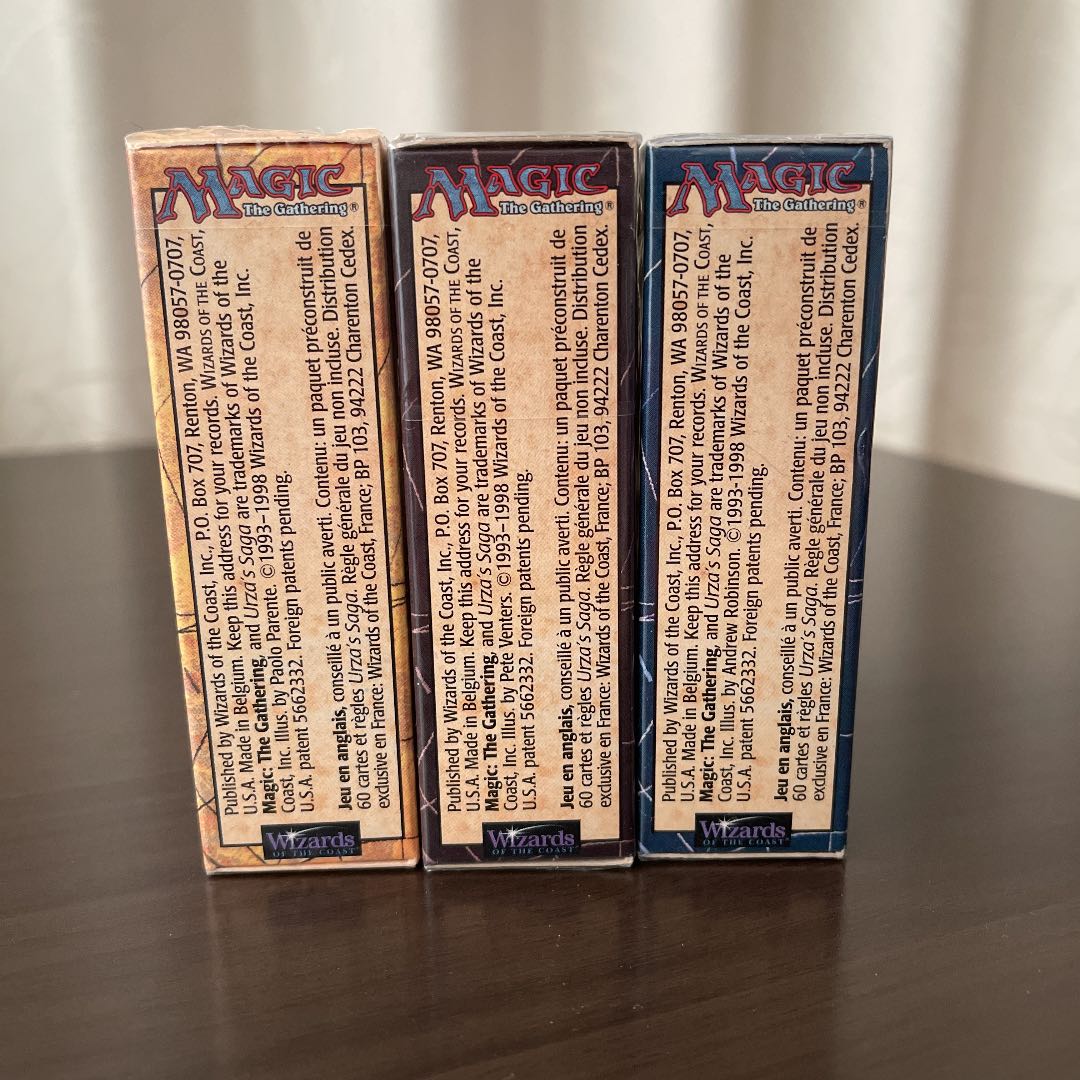 MAGIC
The Gathering®
Published by Wizards of the Coast, Inc., P.O. Box 707, Renton, WA 98057-0707,
U.S.A. Made in Belgium. Keep this address for your records. WIZARDS OF THE COAST,
Magic: The Gathering, and Urza's Saga are trademarks of Wizards of the
Coast, Inc. Illus. by Paolo Parente. ©1993–1998 Wizards of the Coast, Inc
U.S.A. patent 5662332. Foreign patents pending.
Jeu en anglais, conseillé à un public averti. Contenu: un paquet préconstruit de
60 cartes et règles Urza's Saga. Règle générale du jeu non incluse. Distribution
exclusive en France: Wizards of the Coast, France; BP 103, 94222 Charenton Cedex.
Wizards
OF THE COAST
MAGIC
The Gathering®
Published by Wizards of the Coast, Inc., P.O. Box 707, Renton, WA 98057-0707,
U.S.A. Made in Belgium. Keep this address for your records. WIZARDS OF THE COAST,
Magic: The Gathering, and Urza's Saga are trademarks of Wizards of the
Coast, Inc. Illus. by Pete Venters. ©1993–1998 Wizards of the Coast, Inc.
U.S.A. patent 5662332. Foreign patents pending.
Jeu en anglais, conseillé à un public averti. Contenu: un paquet préconstruit de
60 cartes et règles Urza's Saga. Règle générale du jeu non incluse. Distribution
exclusive en France: Wizards of the Coast, France; BP 103, 94222 Charenton Cedex.
Wizards
OF THE COAST
MAGIC
The Gathering®
Published by Wizards of the Coast, Inc., P.O. Box 707, Renton, WA 98057-0707,
U.S.A. Made in Belgium. Keep this address for your records. WIZARDS OF THE COAST,
Magic: The Gathering, and Urza's Saga are trademarks of Wizards of the
Coast, Inc. Illus. by Andrew Robinson. ©1993–1998 Wizards of the Coast, Inc.
U.S.A. patent 5662332. Foreign patents pending.
Jeu en anglais, conseillé à un public averti. Contenu: un paquet préconstruit de
60 cartes et règles Urza's Saga. Règle générale du jeu non incluse. Distribution
exclusive en France: Wizards of the Coast, France; BP 103, 94222 Charenton Cedex.
Wizards
OF THE COAST